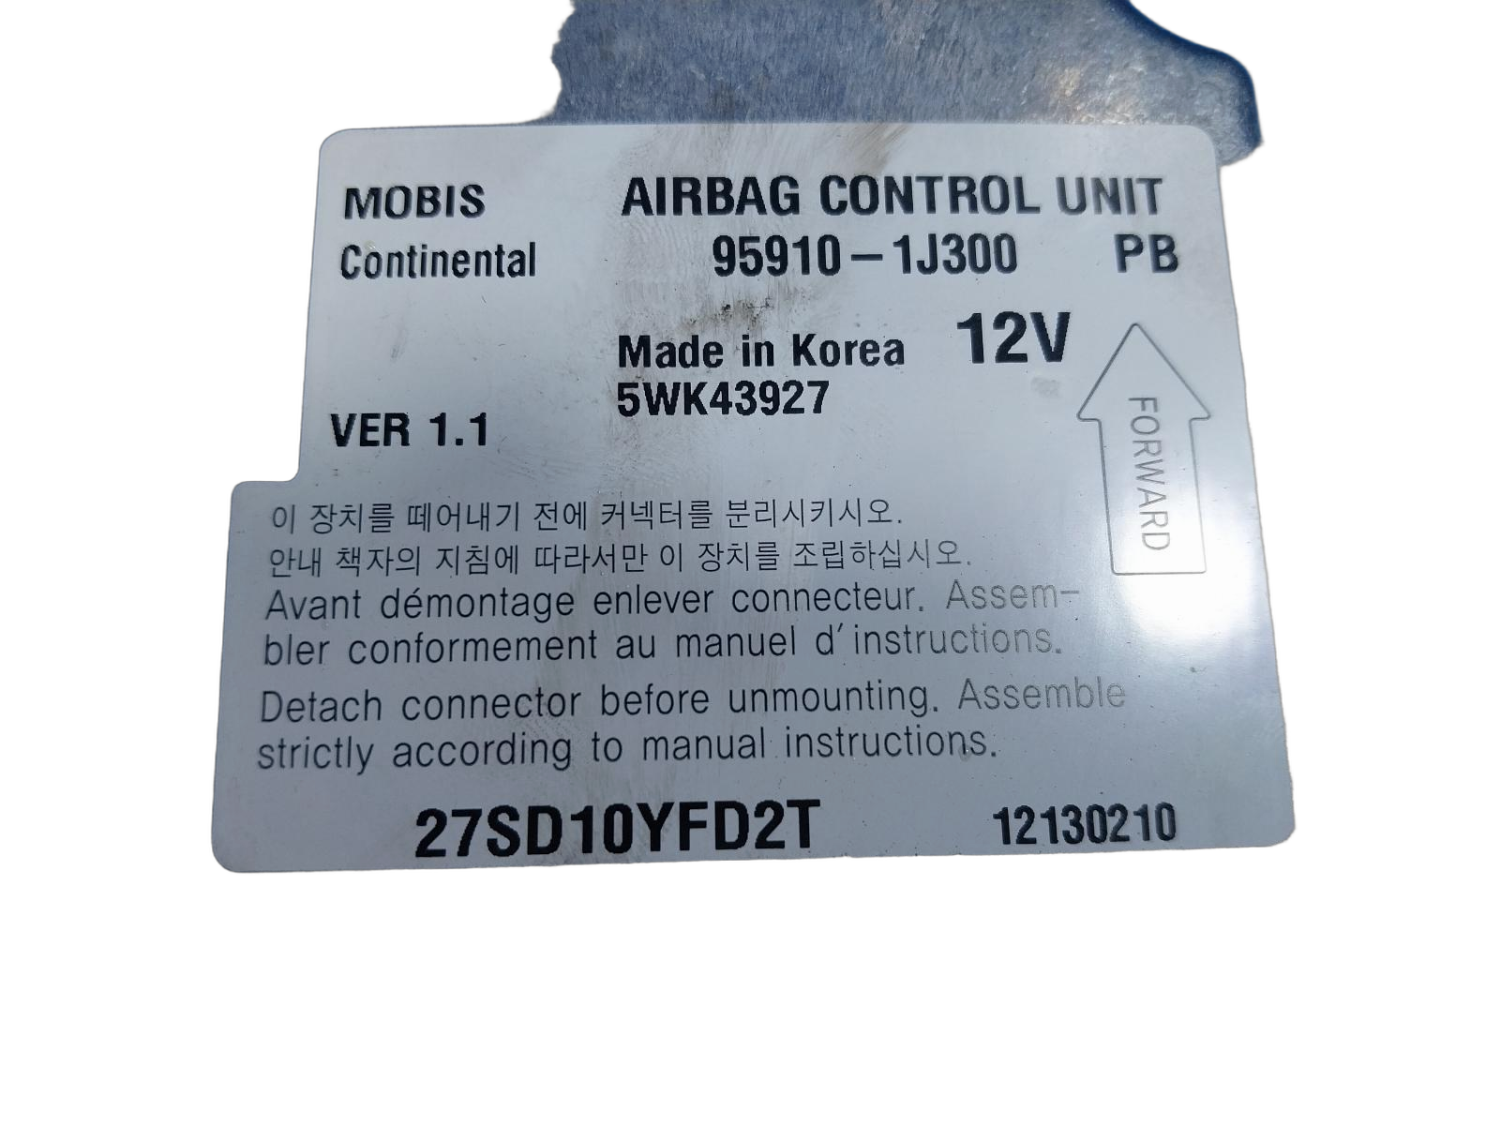 MOBIS AIRBAG CONTROL UNIT
Continental 95910-1J300 PB
Made in Korea 12V
5WK43927
VER 1.1
FORWARD
이 장치를 떼어내기 전에 커넥터를 분리시키시오.
안내 책자의 지침에 따라서만 이 장치를 조립하십시오.
Avant démontage enlever connecteur. Assem-
bler conformement au manuel d'instructions.
Detach connector before unmounting. Assemble
strictly according to manual instructions.
27SD10YFD2T 12130210